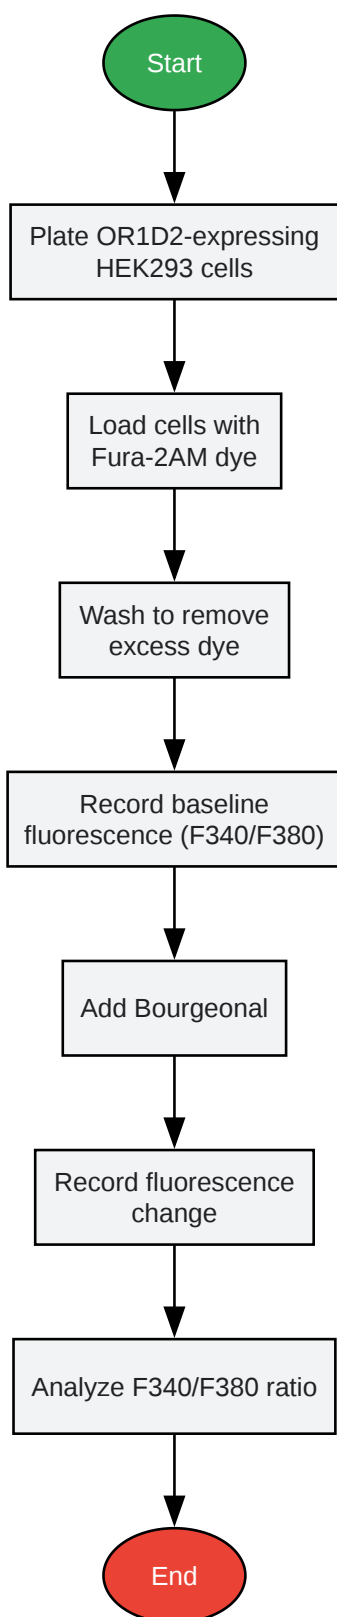 Start
Plate OR1D2-expressing
HEK293 cells
Load cells with
Fura-2AM dye
Wash to remove
excess dye
Record baseline
fluorescence (F340/F380)
Add Bourgeonal
Record fluorescence
change
Analyze F340/F380 ratio
End